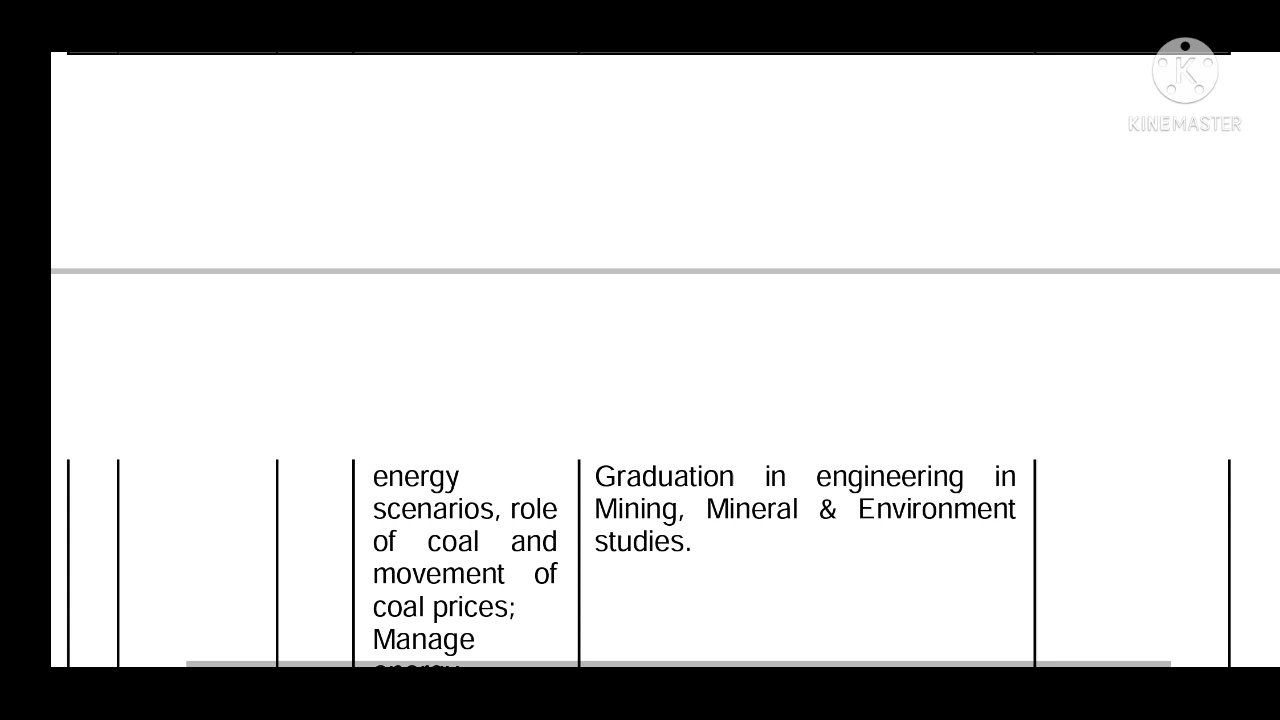 KINEMASTER
energy
scenarios, role
of coal and
movement of
coal prices;
Manage
Graduation in engineering in
Mining, Mineral & Environment
studies.